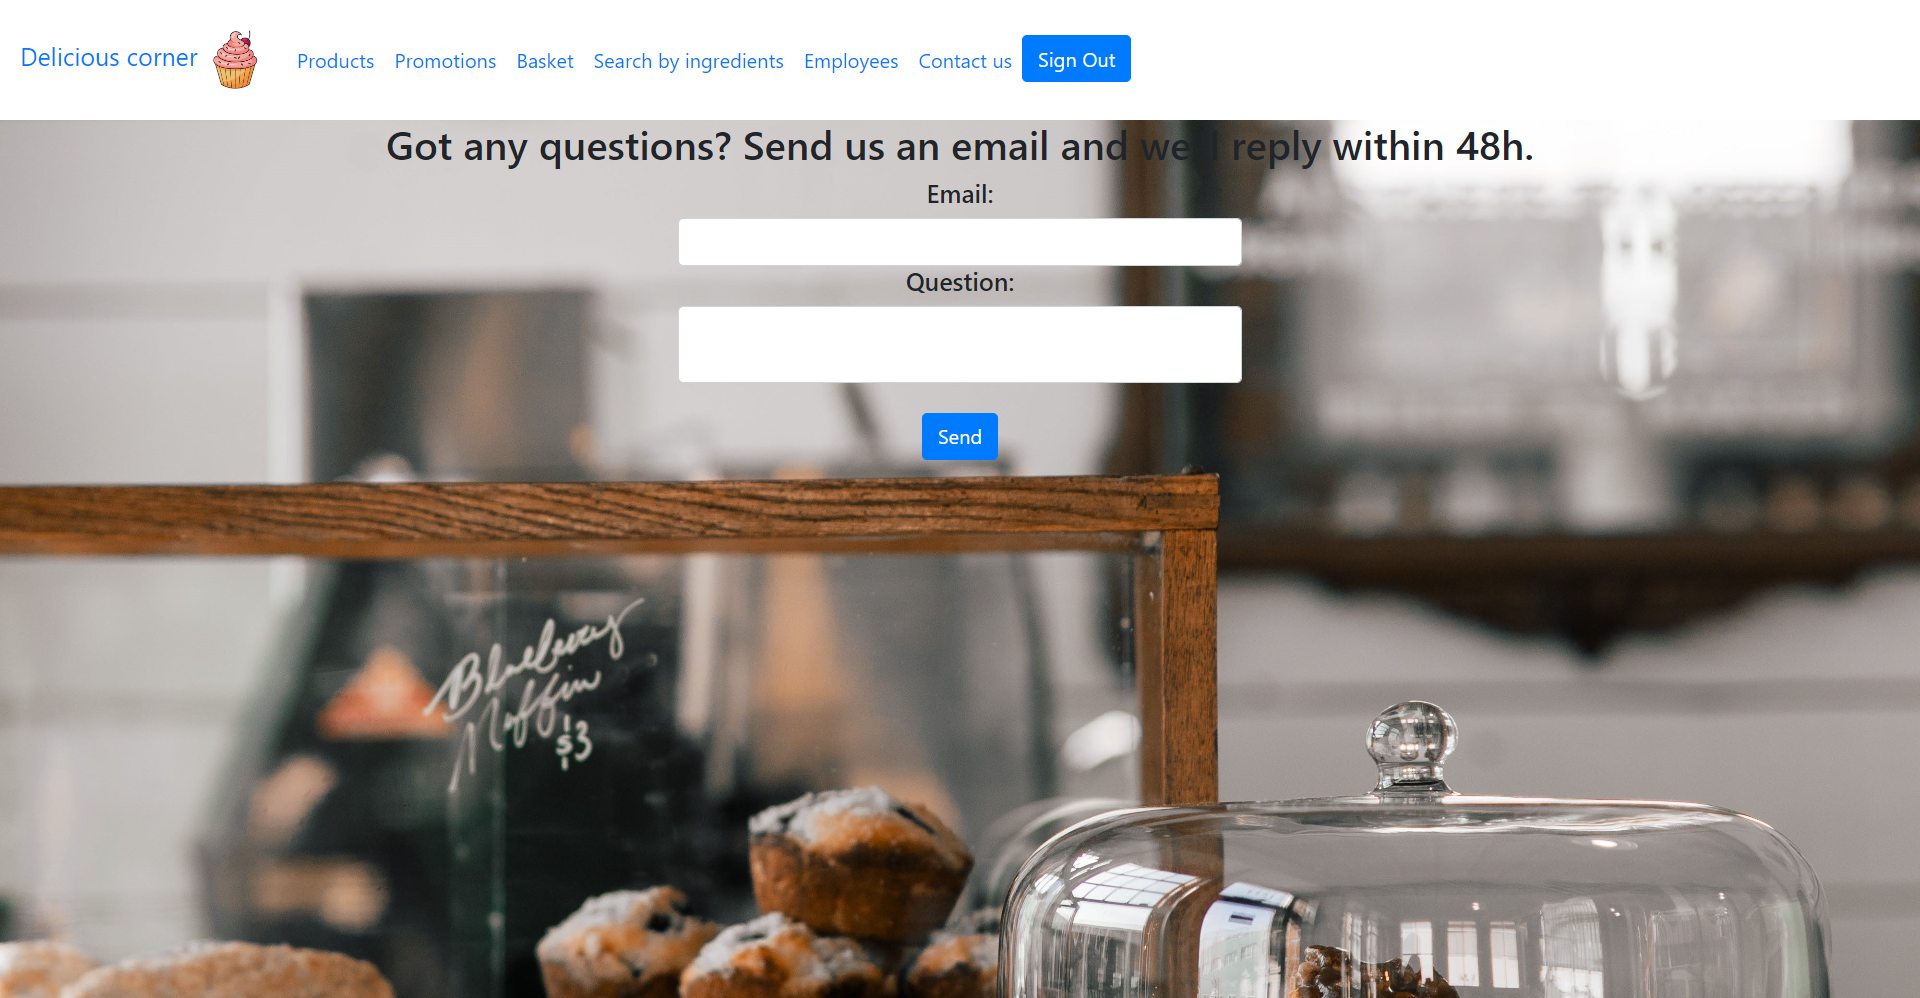 Delicious corner
Products Promotions Basket Search by ingredients Employees Contact us Sign Out
Got any questions? Send us an email and we'll reply within 48h.
Email:
Question:
Send
Blueberry
Muffin
$3